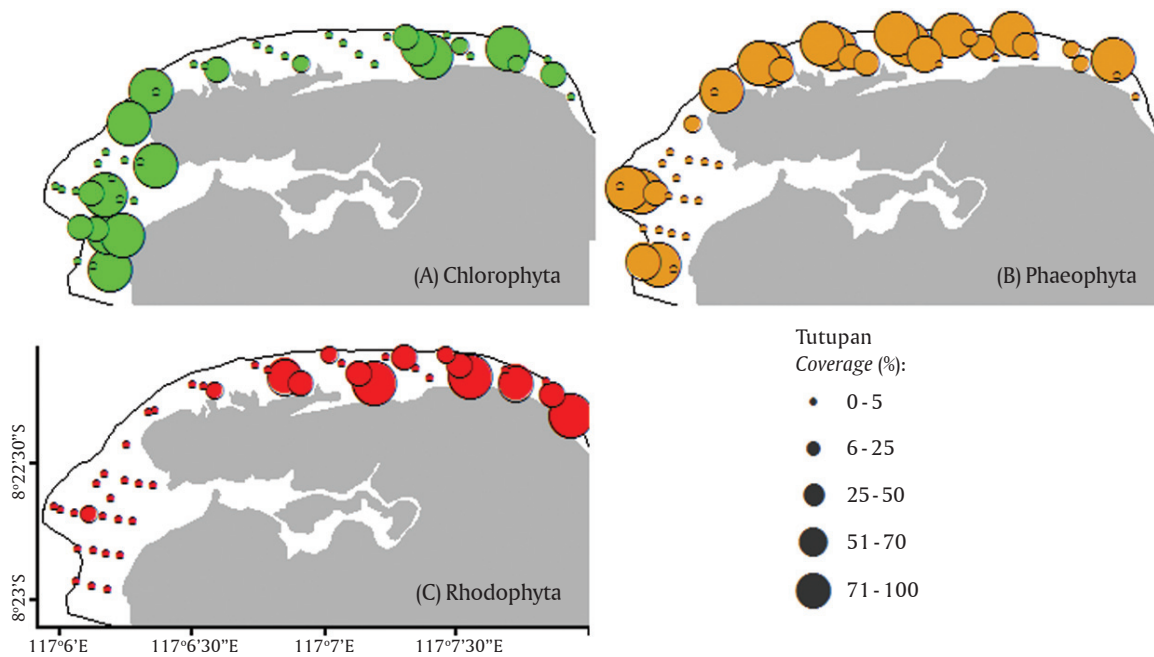 (A) Chlorophyta
(B) Phaeophyta
Tutupan
Coverage (%):
0 - 5
6 - 25
25 - 50
51 - 70
71 - 100
8°22'30"S
8°23'S
(C) Rhodophyta
117°6'E
117°6'30"E
117°7'E
117°7'30"E